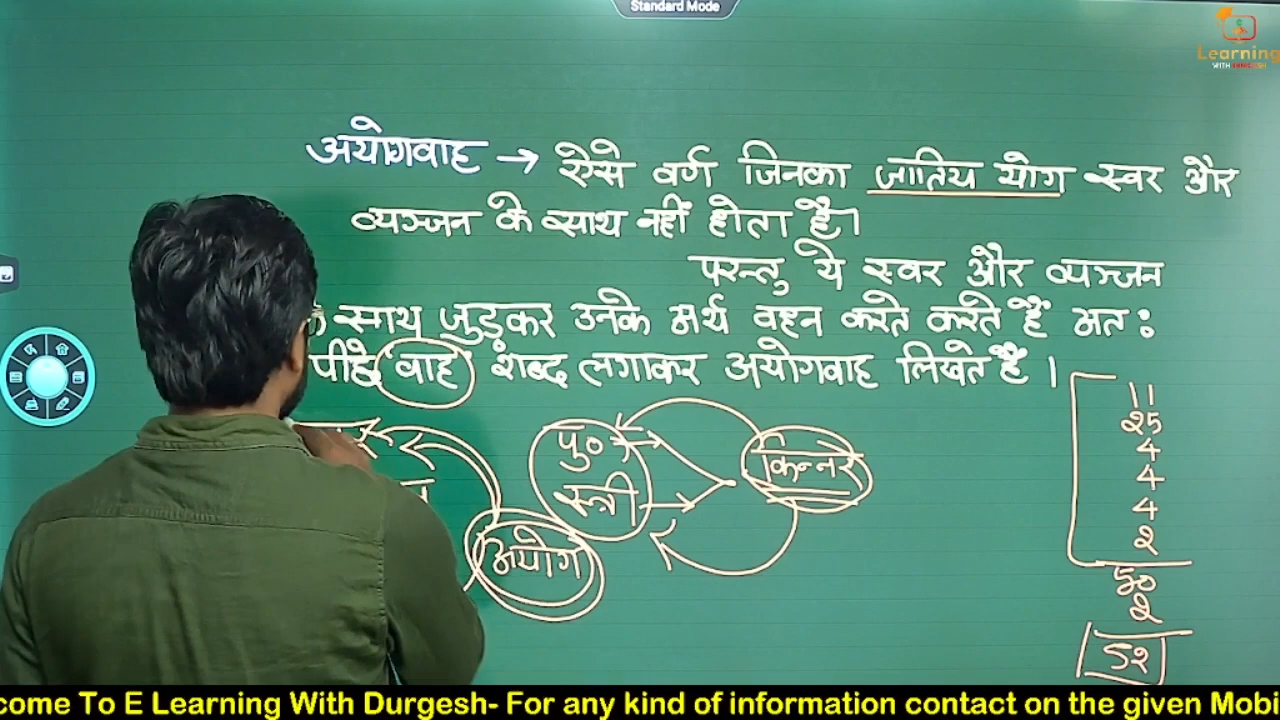 Standard Mode
Learning
अयोगवाह → ऐसे वर्ण जिनका जातिय योग स्वर और
व्यञ्जन के साथ नहीं होता है।
परन्तु ये स्वर और व्यञ्जन
साथ जुड़कर उनके अर्थ वहन करते करते हैं अत:
पीछे वाह शब्द लगाकर अयोगवाह लिखते हैं।
पु०
स्त्री
किन्नर
अयोग
11
25
4
4
4
2
50
2
52
come To E Learning With Durgesh- For any kind of information contact on the given Mobi